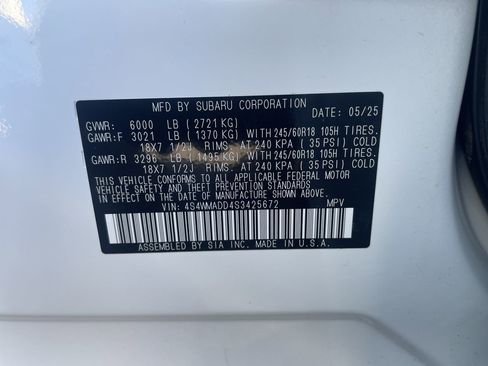 MFD BY SUBARU CORPORATION DATE: 05/25
GVWR: 6000 LB (2721 KG)
GAWR:F 3021 LB (1370 KG) WITH 245/60R18 105H TIRES.
18X7 1/2J RIMS. AT 240 KPA ( 35 PSI) COLD
GAWR:R 3296 LB (1495 KG) WITH 245/60R18 105H TIRES.
18X7 1/2J RIMS. AT 240 KPA ( 35 PSI) COLD
THIS VEHICLE CONFORMS TO ALL APPLICABLE FEDERAL MOTOR
VEHICLE SAFETY AND THEFT PREVENTION STANDARDS
IN EFFECT ON THE DATE OF MANUFACTURE SHOWN ABOVE.
VIN: 4S4WMADD4S3425672 MPV
ASSEMBLED BY SIA INC. MADE IN U.S.A.